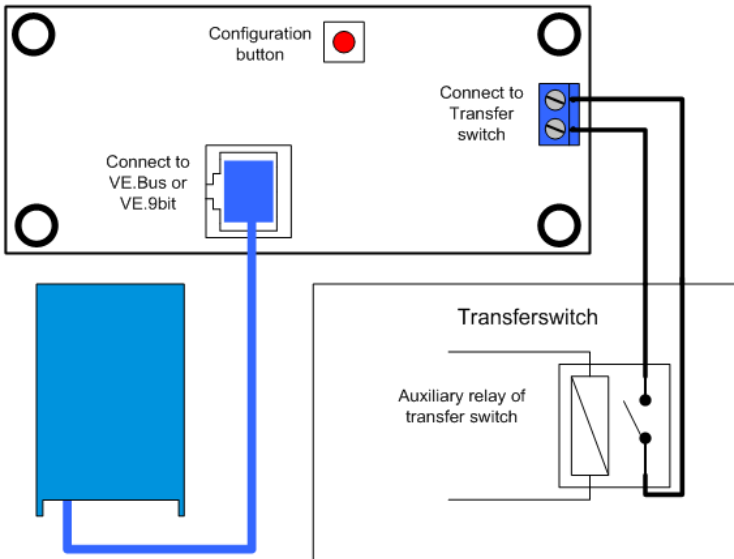 Configuration
button
Connect to
Transfer
switch
Connect to
VE.Bus or
VE.9bit
Transferswitch
Auxiliary relay of
transfer switch